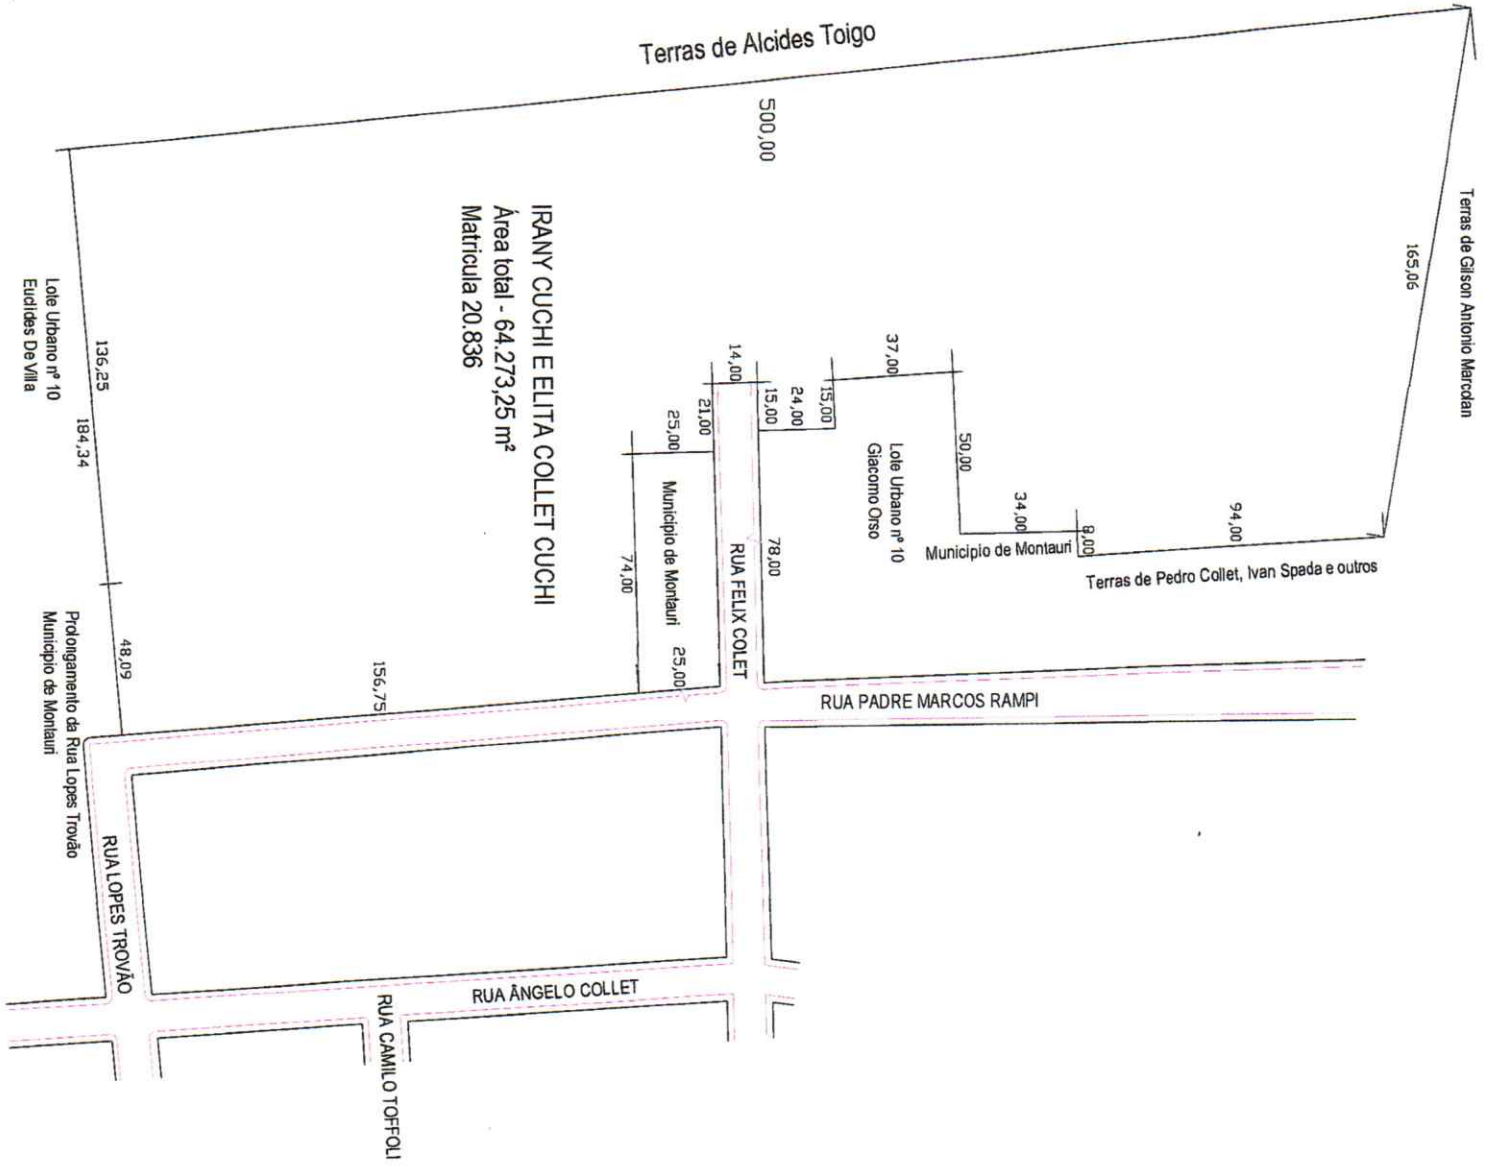 Terras de Alcides Toigo
500,00
Terras de Gilson Antonio Marcolan
165,06
IRANY CUCHI E ELITA COLLET CUCHI
Área total - 64.273,25 m²
Matricula 20.836
37,00
14,00
15,00
24,00
15,00
21,00
25,00
50,00
Lote Urbano nº 10
Giacomo Orso
34,00
8,00
94,00
Municipio de Montauri
Terras de Pedro Collet, Ivan Spada e outros
78,00
RUA FELIX COLET
Municipio de Montauri
74,00
25,00
136,25
184,34
Lote Urbano nº 10
Euclides De Villa
48,09
156,75
Prolongamento da Rua Lopes Trovão
Municipio de Montauri
RUA PADRE MARCOS RAMPI
RUA LOPES TROVÃO
RUA ÂNGELO COLLET
RUA CAMILO TOFFOLI